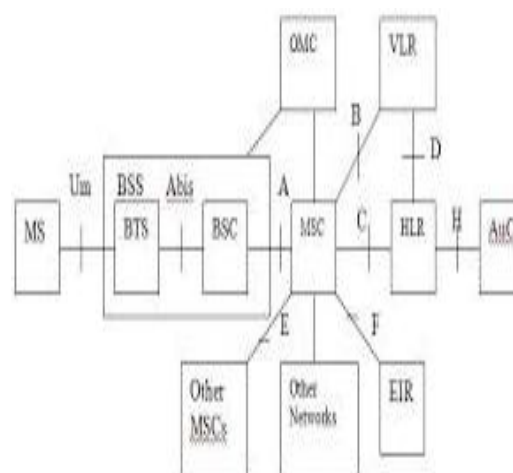 OMC
VLR
B
D
Um
BSS
Abis
A
C
H
MS
BTS
BSC
MSC
HLR
AuC
E
F
Other
MSCs
Other
Networks
EIR